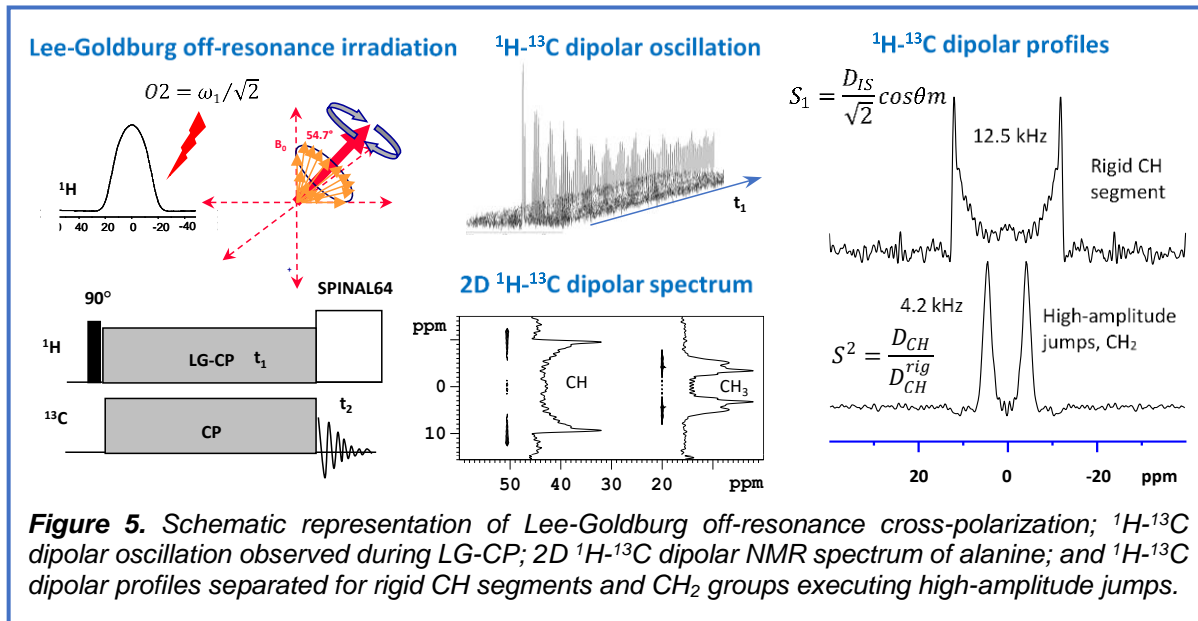 Lee-Goldburg off-resonance irradiation
O2 = ω₁/√2
¹H
40 20 0 -20 -40
B₀
54.7°
+
90°
SPINAL64
¹H
LG-CP t₁
¹³C
CP
t₂
¹H-¹³C dipolar oscillation
t₁
2D ¹H-¹³C dipolar spectrum
ppm
0
10
CH
CH₃
50 40 30 20 ppm
¹H-¹³C dipolar profiles
S₁ = D_IS/√2 cosθm
12.5 kHz
Rigid CH
segment
4.2 kHz
High-amplitude
jumps, CH₂
S² = D_CH/D_CH^rig
20 0 -20 ppm
Figure 5. Schematic representation of Lee-Goldburg off-resonance cross-polarization; ¹H-¹³C
dipolar oscillation observed during LG-CP; 2D ¹H-¹³C dipolar NMR spectrum of alanine; and ¹H-¹³C
dipolar profiles separated for rigid CH segments and CH₂ groups executing high-amplitude jumps.